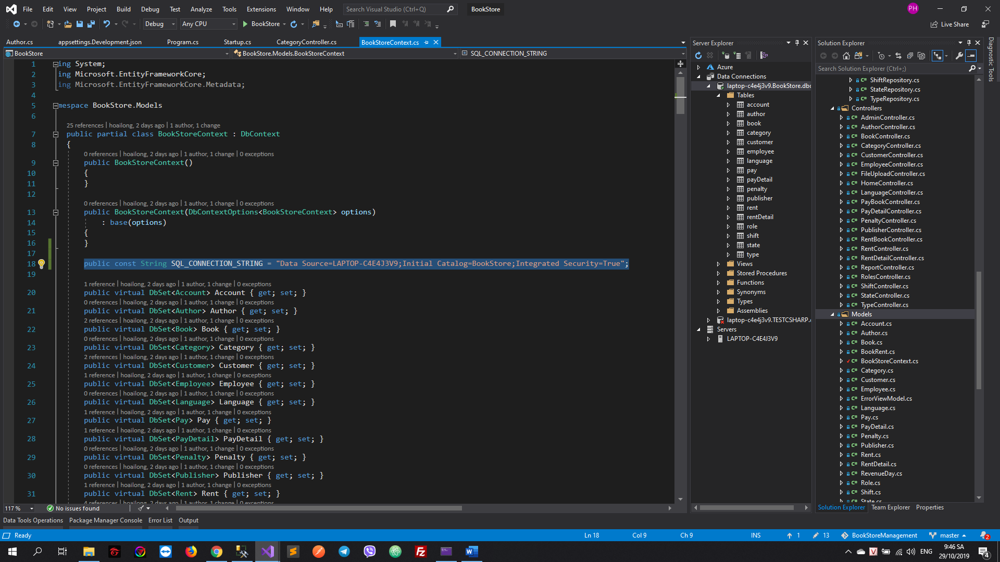 File Edit View Project Build Debug Test Analyze Tools Extensions Window Help Search Visual Studio (Ctrl+Q) BookStore PH
Debug Any CPU BookStore Live Share
Author.cs appsettings.Development.json Program.cs Startup.cs CategoryController.cs BookStoreContext.cs
BookStore BookStore.Models.BookStoreContext SQL_CONNECTION_STRING
1 ing System;
2 ing Microsoft.EntityFrameworkCore;
3 ing Microsoft.EntityFrameworkCore.Metadata;
4
5 mespace BookStore.Models
6
25 references | hoailong, 2 days ago | 1 author, 1 change
7 public partial class BookStoreContext : DbContext
8 {
0 references | hoailong, 2 days ago | 1 author, 1 change | 0 exceptions
9 public BookStoreContext()
10 {
11 }
12
0 references | hoailong, 2 days ago | 1 author, 1 change | 0 exceptions
13 public BookStoreContext(DbContextOptions<BookStoreContext> options)
14 : base(options)
15 {
16 }
17
18 public const String SQL_CONNECTION_STRING = "Data Source=LAPTOP-C4E4J3V9;Initial Catalog=BookStore;Integrated Security=True";
19
1 reference | hoailong, 2 days ago | 1 author, 1 change | 0 exceptions
20 public virtual DbSet<Account> Account { get; set; }
0 references | hoailong, 2 days ago | 1 author, 1 change | 0 exceptions
21 public virtual DbSet<Author> Author { get; set; }
2 references | hoailong, 2 days ago | 1 author, 1 change | 0 exceptions
22 public virtual DbSet<Book> Book { get; set; }
0 references | hoailong, 2 days ago | 1 author, 1 change | 0 exceptions
23 public virtual DbSet<Category> Category { get; set; }
2 references | hoailong, 2 days ago | 1 author, 1 change | 0 exceptions
24 public virtual DbSet<Customer> Customer { get; set; }
1 reference | hoailong, 2 days ago | 1 author, 1 change | 0 exceptions
25 public virtual DbSet<Employee> Employee { get; set; }
0 references | hoailong, 2 days ago | 1 author, 1 change | 0 exceptions
26 public virtual DbSet<Language> Language { get; set; }
1 reference | hoailong, 2 days ago | 1 author, 1 change | 0 exceptions
27 public virtual DbSet<Pay> Pay { get; set; }
1 reference | hoailong, 2 days ago | 1 author, 1 change | 0 exceptions
28 public virtual DbSet<PayDetail> PayDetail { get; set; }
0 references | hoailong, 2 days ago | 1 author, 1 change | 0 exceptions
29 public virtual DbSet<Penalty> Penalty { get; set; }
0 references | hoailong, 2 days ago | 1 author, 1 change | 0 exceptions
30 public virtual DbSet<Publisher> Publisher { get; set; }
1 reference | hoailong, 2 days ago | 1 author, 1 change | 0 exceptions
31 public virtual DbSet<Rent> Rent { get; set; }
4 references | hoailong, 2 days ago | 1 author, 1 change | 0 exceptions
117 % No issues found
Server Explorer
Azure
Data Connections
laptop-c4e4j3v9.BookStore.dbo
Tables
account
author
book
category
customer
employee
language
pay
payDetail
penalty
publisher
rent
rentDetail
role
shift
state
type
Views
Stored Procedures
Functions
Synonyms
Types
Assemblies
laptop-c4e4j3v9.TESTCSHARP.
Servers
LAPTOP-C4E4J3V9
Solution Explorer
Search Solution Explorer (Ctrl+;)
C# ShiftRepository.cs
C# StateRepository.cs
C# TypeRepository.cs
Controllers
C# AdminController.cs
C# AuthorController.cs
C# BookController.cs
C# CategoryController.cs
C# CustomerController.cs
C# EmployeeController.cs
C# FileUploadController.cs
C# HomeController.cs
C# LanguageController.cs
C# PayBookController.cs
C# PayDetailController.cs
C# PenaltyController.cs
C# PublisherController.cs
C# RentBookController.cs
C# RentController.cs
C# RentDetailController.cs
C# ReportController.cs
C# RolesController.cs
C# ShiftController.cs
C# StateController.cs
C# TypeController.cs
Models
C# Account.cs
C# Author.cs
C# Book.cs
C# BookRent.cs
C# BookStoreContext.cs
C# Category.cs
C# Customer.cs
C# Employee.cs
C# ErrorViewModel.cs
C# Language.cs
C# Pay.cs
C# PayDetail.cs
C# Penalty.cs
C# Publisher.cs
C# Rent.cs
C# RentDetail.cs
C# RevenueDay.cs
C# Role.cs
C# Shift.cs
C# State.cs
Solution Explorer Team Explorer Properties
Diagnostic Tools
Data Tools Operations Package Manager Console Error List Output
Ready Ln 18 Col 9 Ch 9 INS 1 13 BookStoreManagement master 2
ENG 9:46 SA
29/10/2019 4